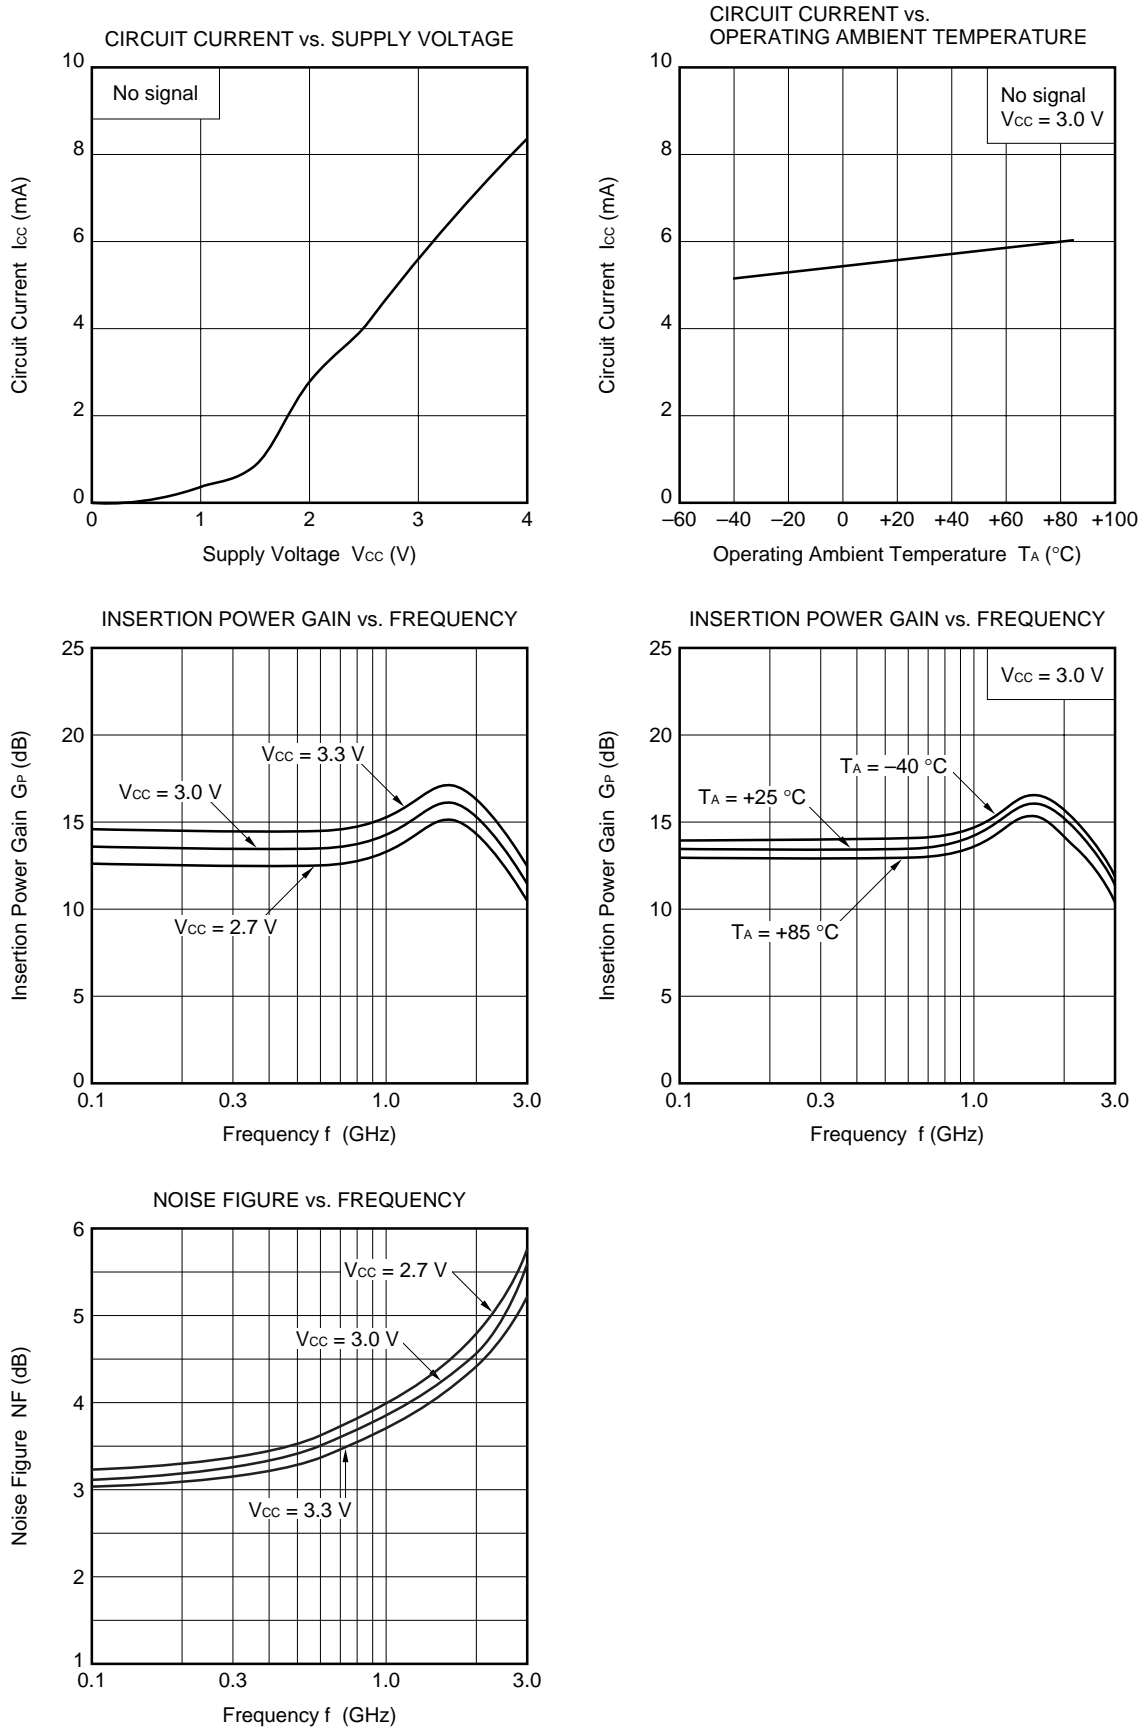 CIRCUIT CURRENT vs. SUPPLY VOLTAGE
10
8
6
4
2
0
Circuit Current ICC (mA)
No signal
0 1 2 3 4
Supply Voltage VCC (V)
CIRCUIT CURRENT vs.
OPERATING AMBIENT TEMPERATURE
10
8
6
4
2
0
Circuit Current ICC (mA)
No signal
VCC = 3.0 V
–60 –40 –20 0 +20 +40 +60 +80 +100
Operating Ambient Temperature TA (°C)
INSERTION POWER GAIN vs. FREQUENCY
25
20
15
10
5
0
Insertion Power Gain GP (dB)
VCC = 3.3 V
VCC = 3.0 V
VCC = 2.7 V
0.1 0.3 1.0 3.0
Frequency f (GHz)
INSERTION POWER GAIN vs. FREQUENCY
25
20
15
10
5
0
Insertion Power Gain GP (dB)
VCC = 3.0 V
TA = –40 °C
TA = +25 °C
TA = +85 °C
0.1 0.3 1.0 3.0
Frequency f (GHz)
NOISE FIGURE vs. FREQUENCY
6
5
4
3
2
1
Noise Figure NF (dB)
VCC = 2.7 V
VCC = 3.0 V
VCC = 3.3 V
0.1 0.3 1.0 3.0
Frequency f (GHz)